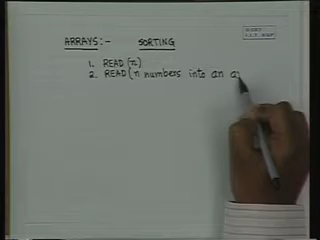 ARRAYS:- SORTING
1. READ (n)
2. READ (n numbers into an a